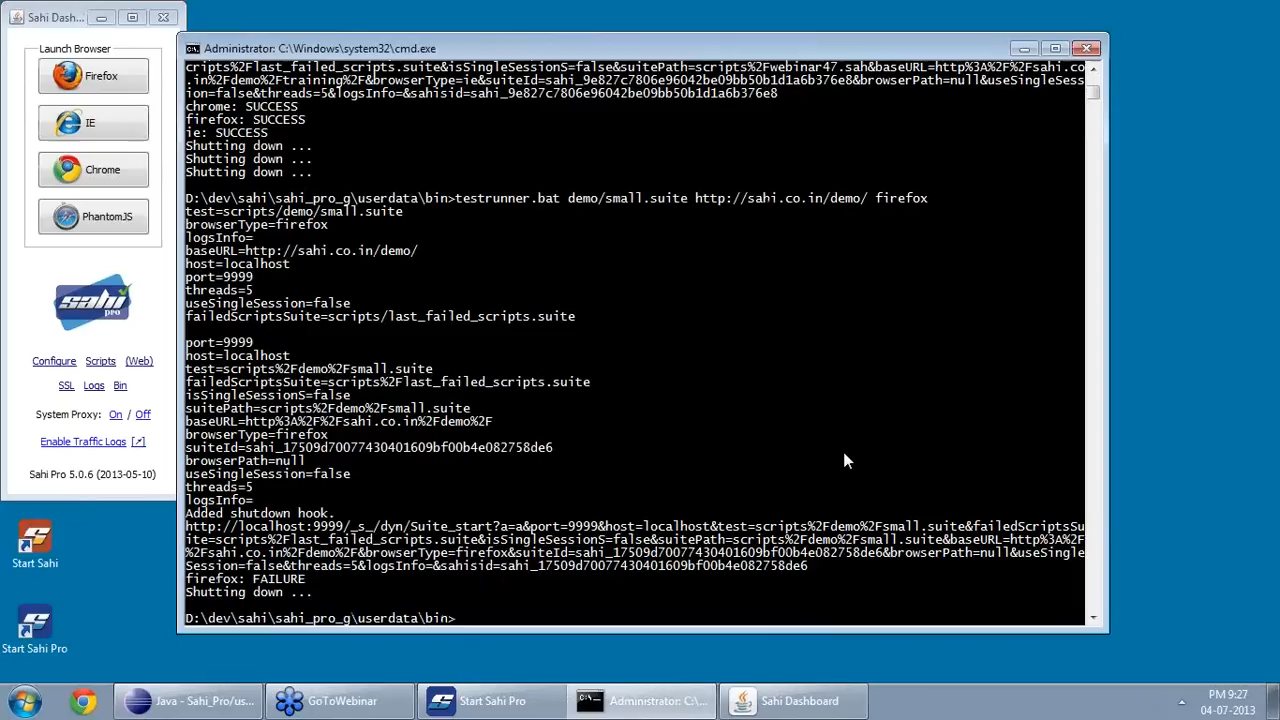 Sahi Dash...
Launch Browser
Firefox
IE
Chrome
PhantomJS
sahi
pro
Configure Scripts (Web)
SSL Logs Bin
System Proxy: On / Off
Enable Traffic Logs [↗]
Sahi Pro 5.0.6 (2013-05-10)
Start Sahi
Start Sahi Pro
Administrator: C:\Windows\system32\cmd.exe
cripts%2Flast_failed_scripts.suite&isSingleSessionS=false&suitePath=scripts%2Fwebinar47.sah&baseURL=http%3A%2F%2Fsahi.co
.in%2Fdemo%2Ftraining%2F&browserType=ie&suiteId=sahi_9e827c7806e96042be09bb50b1d1a6b376e8&browserPath=null&useSingleSess
ion=false&threads=5&logsInfo=&sahisid=sahi_9e827c7806e96042be09bb50b1d1a6b376e8
chrome: SUCCESS
firefox: SUCCESS
ie: SUCCESS
Shutting down ...
Shutting down ...
Shutting down ...
D:\dev\sahi\sahi_pro_g\userdata\bin>testrunner.bat demo/small.suite http://sahi.co.in/demo/ firefox
test=scripts/demo/small.suite
browserType=firefox
logsInfo=
baseURL=http://sahi.co.in/demo/
host=localhost
port=9999
threads=5
useSingleSession=false
failedScriptsSuite=scripts/last_failed_scripts.suite
port=9999
host=localhost
test=scripts%2Fdemo%2Fsmall.suite
failedScriptsSuite=scripts%2Flast_failed_scripts.suite
isSingleSessionS=false
suitePath=scripts%2Fdemo%2Fsmall.suite
baseURL=http%3A%2F%2Fsahi.co.in%2Fdemo%2F
browserType=firefox
suiteId=sahi_17509d70077430401609bf00b4e082758de6
browserPath=null
useSingleSession=false
threads=5
logsInfo=
Added shutdown hook.
http://localhost:9999/_s_/dyn/Suite_start?a=a&port=9999&host=localhost&test=scripts%2Fdemo%2Fsmall.suite&failedScriptsSu
ite=scripts%2Flast_failed_scripts.suite&isSingleSessionS=false&suitePath=scripts%2Fdemo%2Fsmall.suite&baseURL=http%3A%2F
%2Fsahi.co.in%2Fdemo%2F&browserType=firefox&suiteId=sahi_17509d70077430401609bf00b4e082758de6&browserPath=null&useSingle
Session=false&threads=5&logsInfo=&sahisid=sahi_17509d70077430401609bf00b4e082758de6
firefox: FAILURE
Shutting down ...
D:\dev\sahi\sahi_pro_g\userdata\bin>
Java - Sahi_Pro/us...
GoToWebinar
Start Sahi Pro
Administrator: C:\...
Sahi Dashboard
PM 9:27
04-07-2013